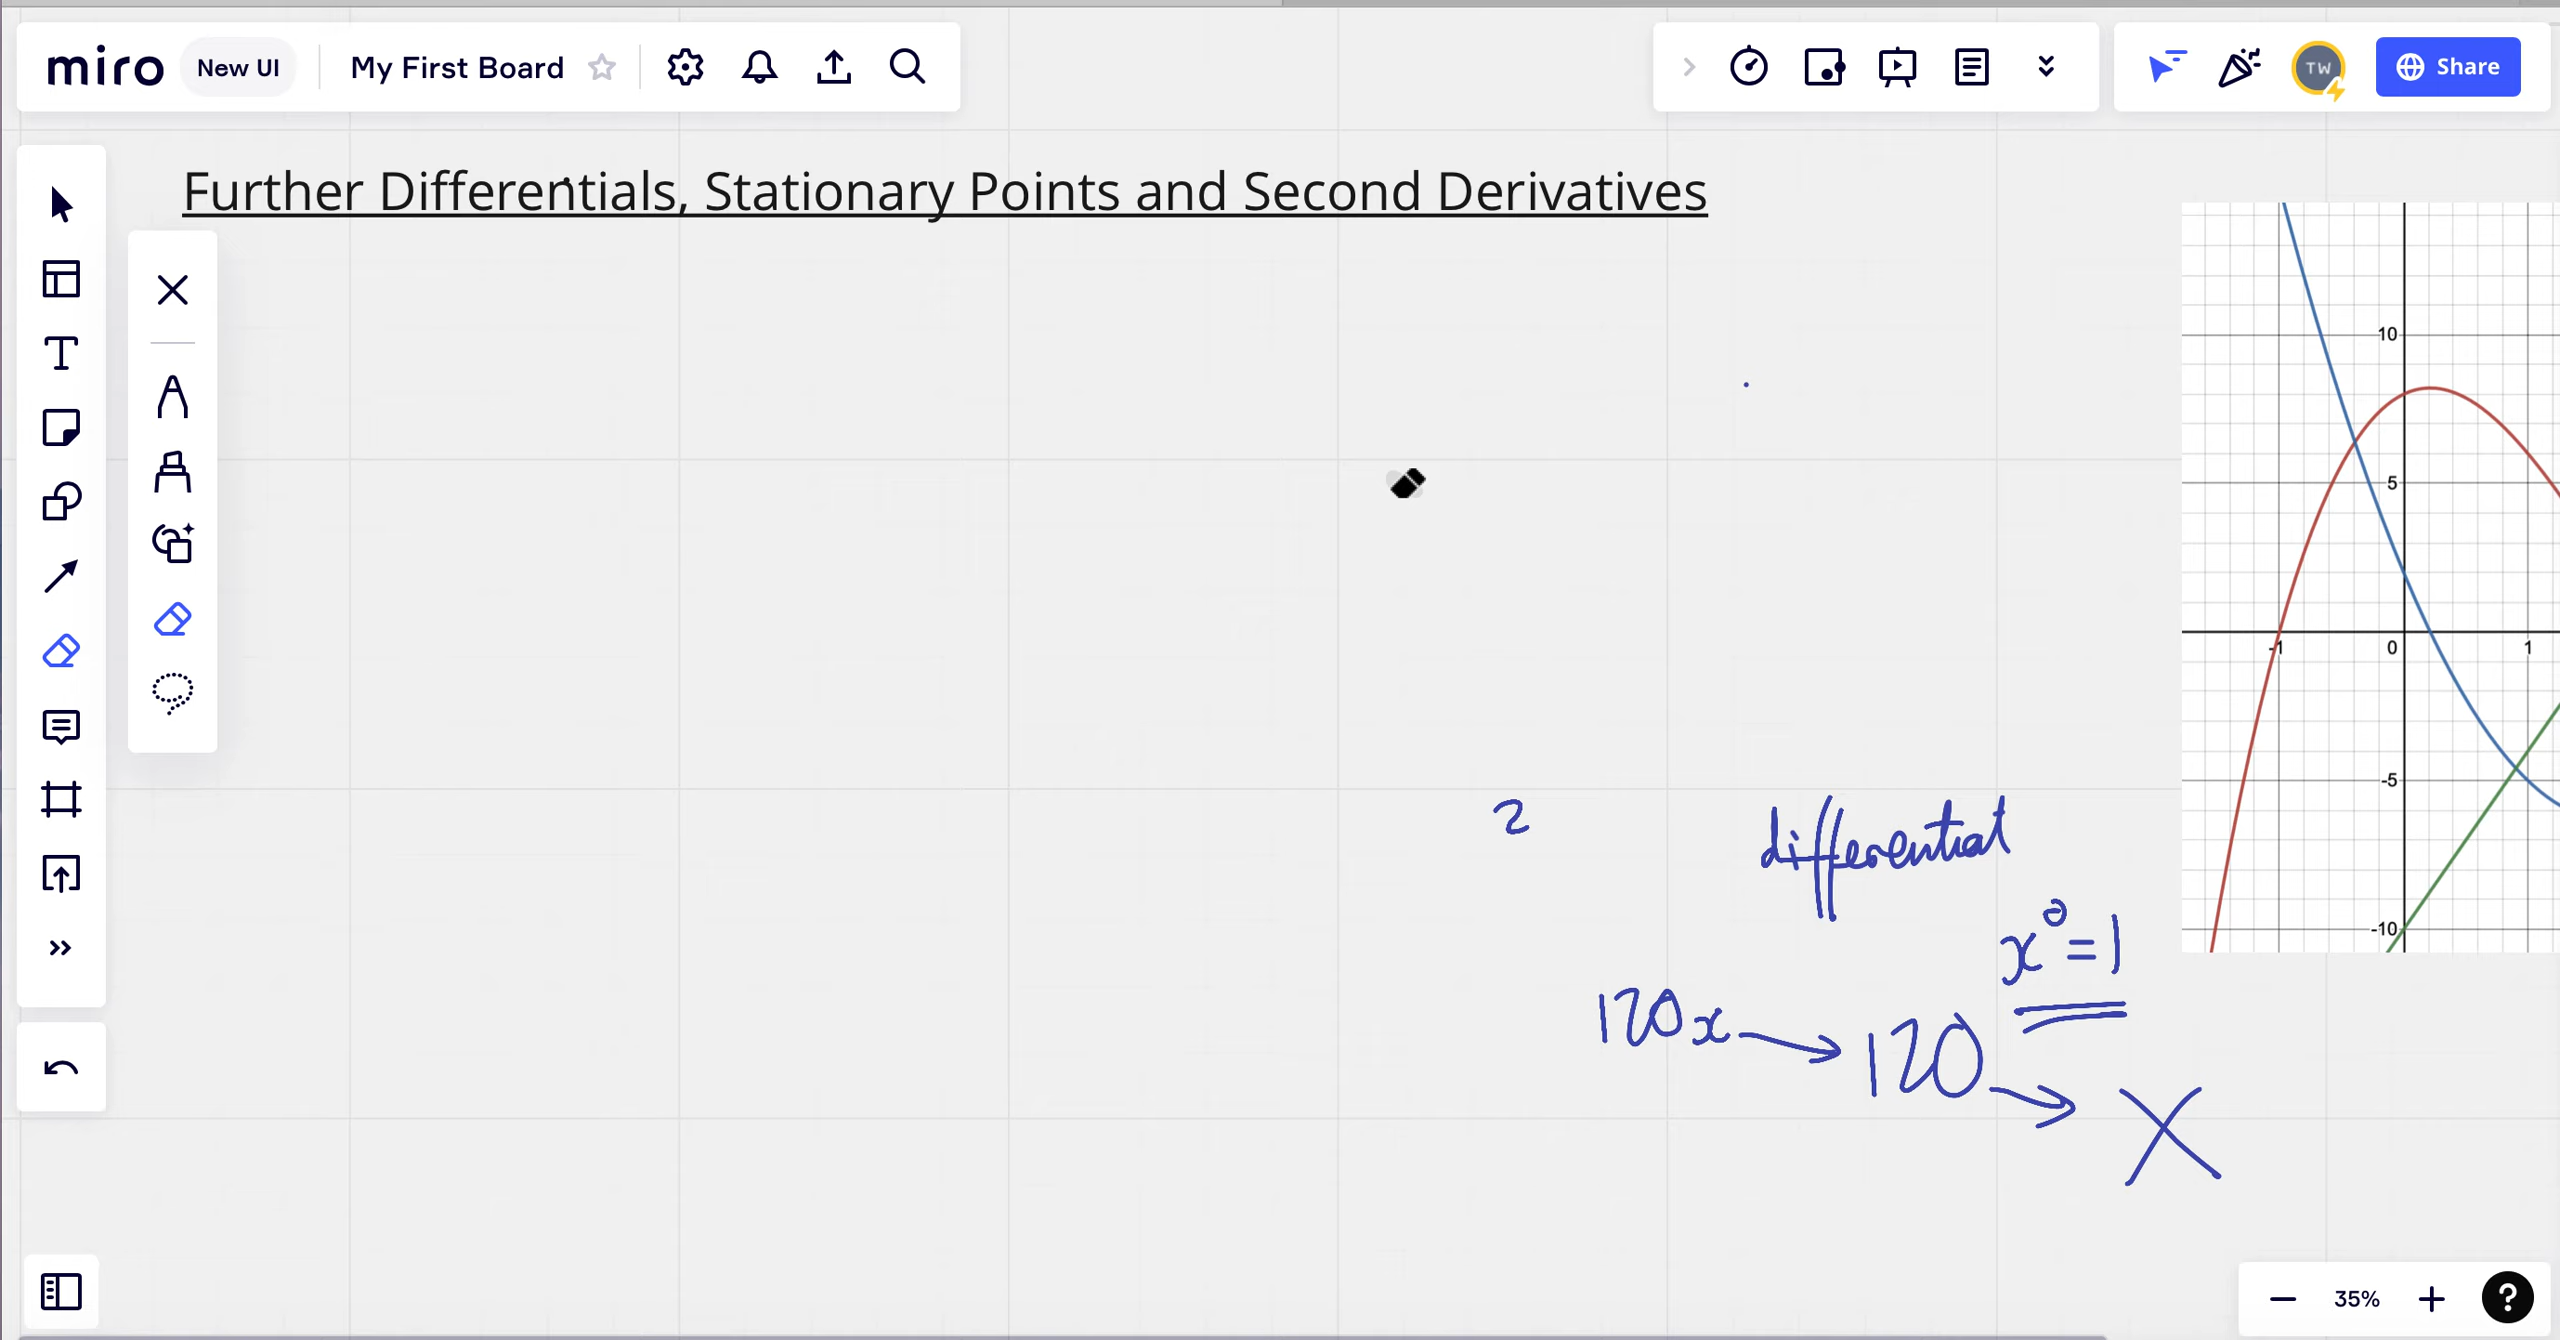 miro New UI My First Board Share
TW
Further Differentials, Stationary Points and Second Derivatives
10
5
-1 0 1
-5
-10
2
differential
x⁰ = 1
120x → 120 → X
35%